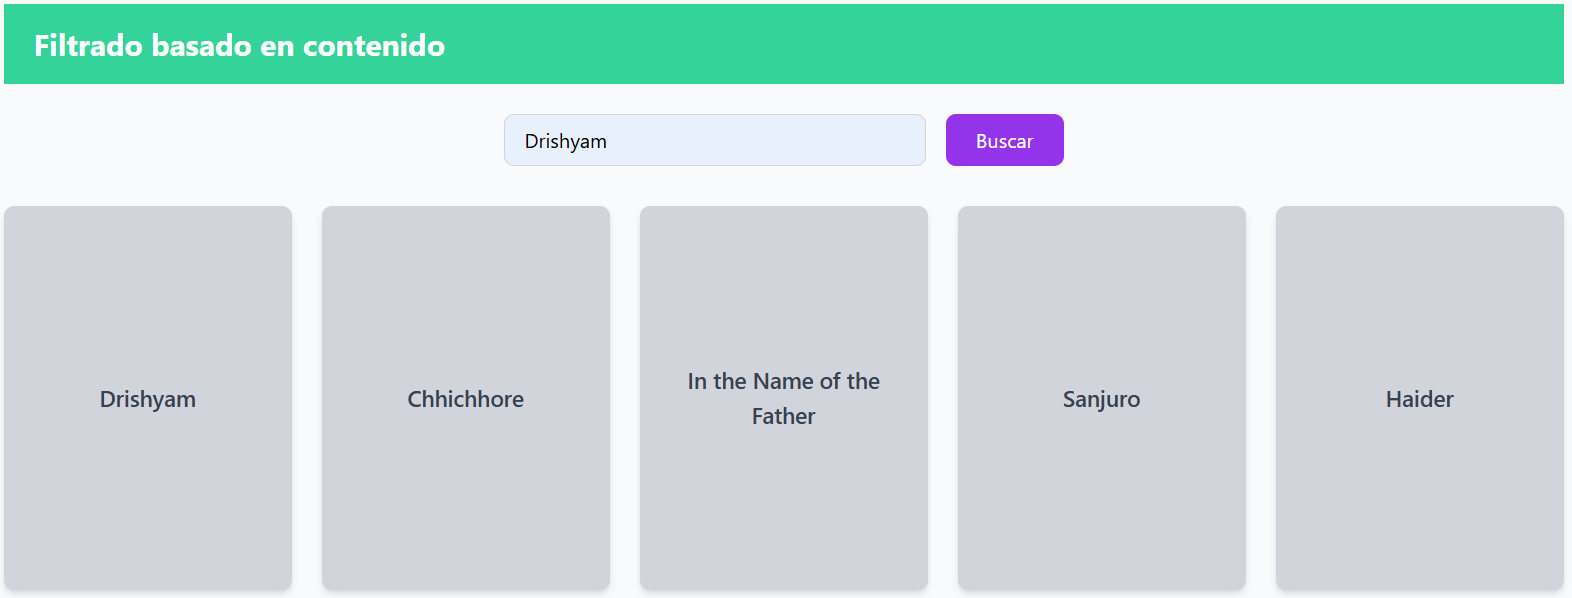 Filtrado basado en contenido
Drishyam
Buscar
Drishyam
Chhichhore
In the Name of the
Father
Sanjuro
Haider